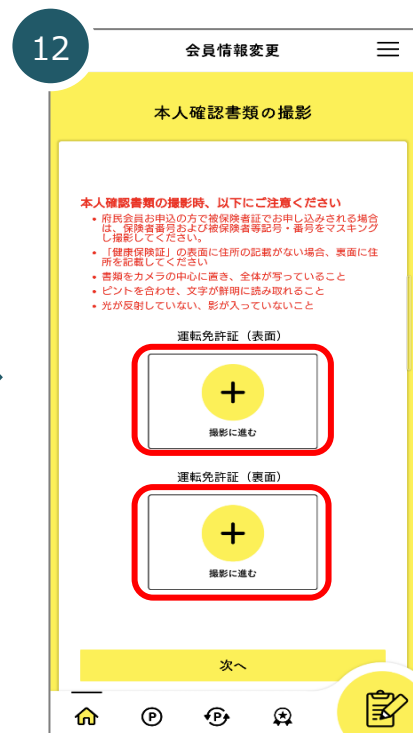 12
会員情報変更
本人確認書類の撮影
本人確認書類の撮影時、以下にご注意ください
• 府民会員お申込の方で被保険者証でお申し込みされる場合
は、保険者番号および被保険者等記号・番号をマスキング
し撮影してください。
• 「健康保険証」の表面に住所の記載がない場合、裏面に住
所を記載してください
• 書類をカメラの中心に置き、全体が写っていること
• ピントを合わせ、文字が鮮明に読み取れること
• 光が反射していない、影が入っていないこと
運転免許証（表面）
撮影に進む
運転免許証（裏面）
撮影に進む
次へ
P
P